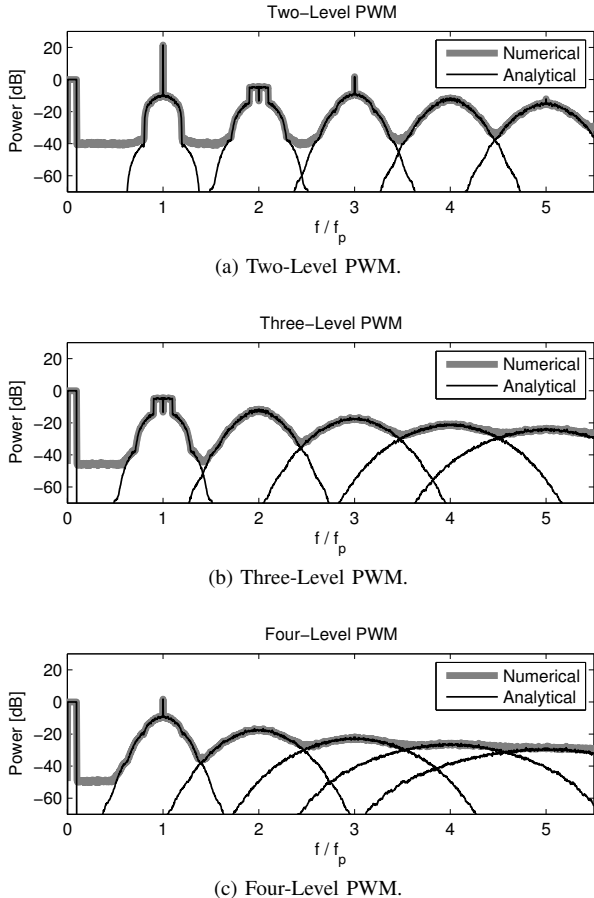 Two−Level PWM
20
0
−20
−40
−60
Power [dB]
Numerical
Analytical
0 1 2 3 4 5
f / f_p
(a) Two-Level PWM.
Three−Level PWM
20
0
−20
−40
−60
Power [dB]
Numerical
Analytical
0 1 2 3 4 5
f / f_p
(b) Three-Level PWM.
Four−Level PWM
20
0
−20
−40
−60
Power [dB]
Numerical
Analytical
0 1 2 3 4 5
f / f_p
(c) Four-Level PWM.